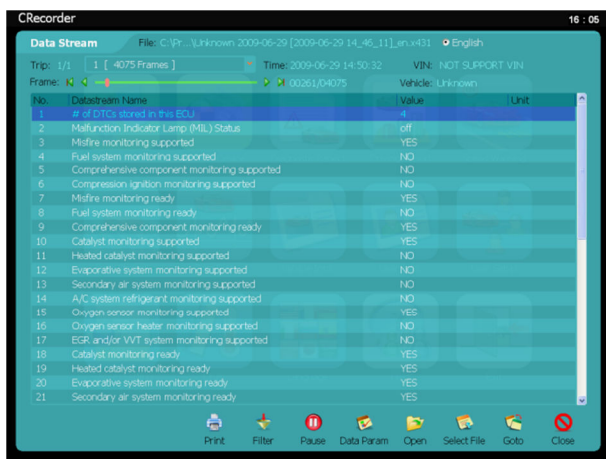 CRecorder 16 : 05
Data Stream File: C:\Pr...\Unknown 2009-06-29 [2009-06-29 14_46_11]_en.x431 English
Trip: 1/1 1 [ 4075 Frames ] Time: 2009-06-29 14:50:32 VIN: NOT SUPPORT VIN
Frame: 00261/04075 Vehicle: Unknown
No. Datastream Name Value Unit
1 # of DTCs stored in this ECU 4
2 Malfunction Indicator Lamp (MIL) Status off
3 Misfire monitoring supported YES
4 Fuel system monitoring supported NO
5 Comprehensive component monitoring supported NO
6 Compression ignition monitoring supported NO
7 Misfire monitoring ready YES
8 Fuel system monitoring ready NO
9 Comprehensive component monitoring ready YES
10 Catalyst monitoring supported YES
11 Heated catalyst monitoring supported NO
12 Evaporative system monitoring supported NO
13 Secondary air system monitoring supported NO
14 A/C system refrigerant monitoring supported NO
15 Oxygen sensor monitoring supported YES
16 Oxygen sensor heater monitoring supported NO
17 EGR and/or VVT system monitoring supported NO
18 Catalyst monitoring ready YES
19 Heated catalyst monitoring ready YES
20 Evaporative system monitoring ready YES
21 Secondary air system monitoring ready YES
Print Filter Pause Data Param Open Select File Goto Close